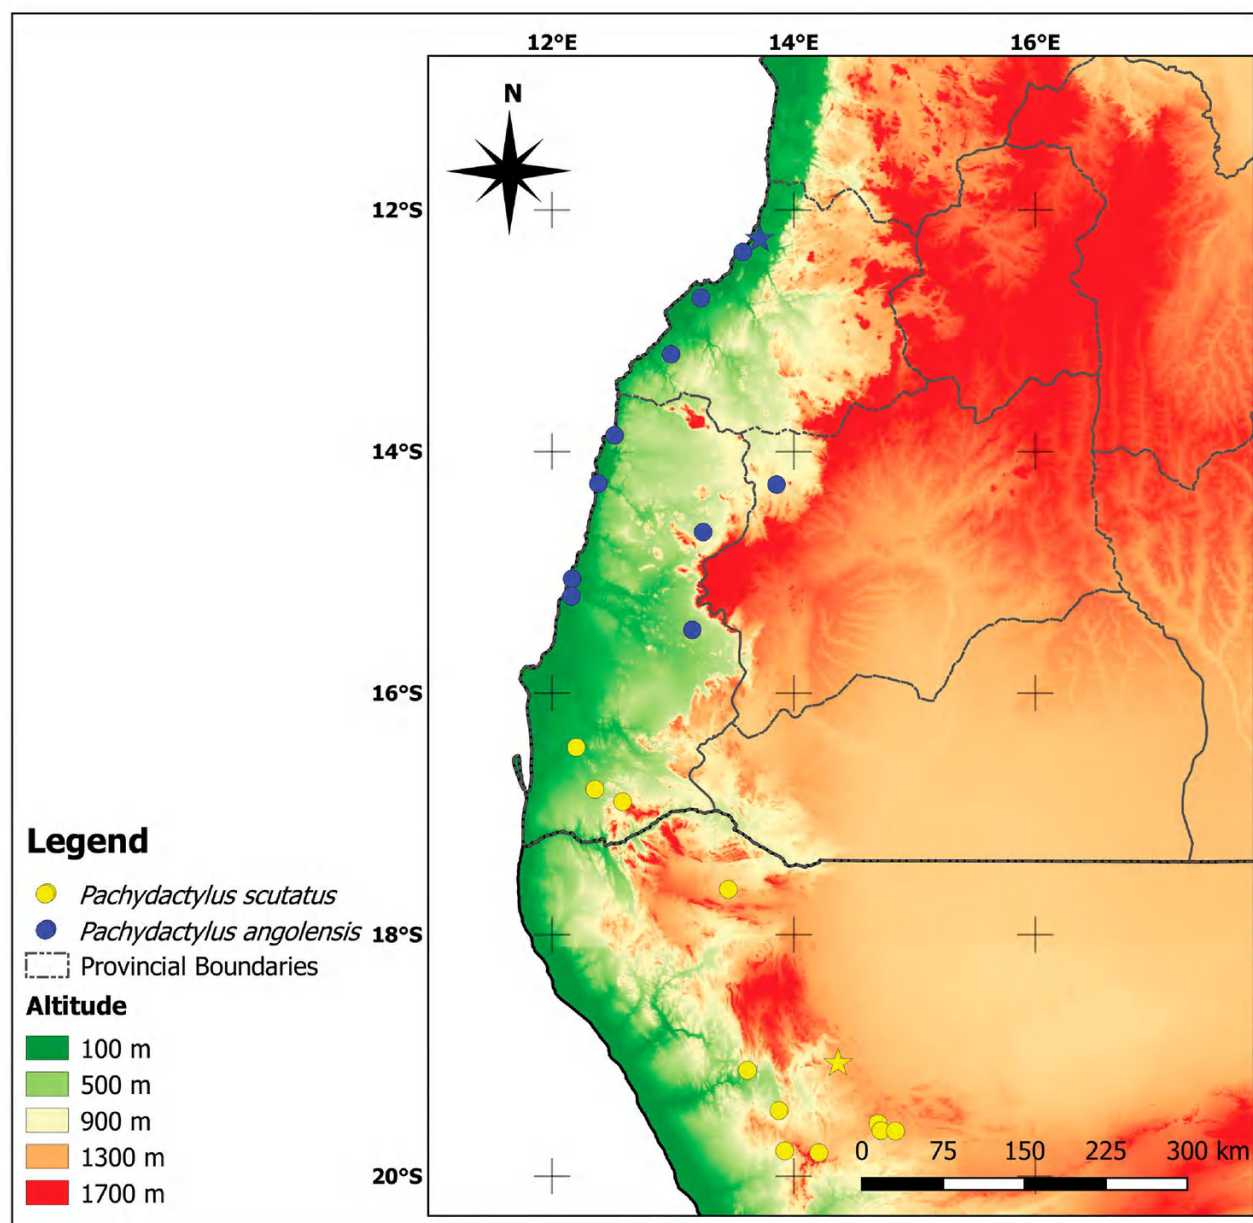 12°E 14°E 16°E
N
12°S
14°S
16°S
18°S
20°S
Legend
Pachydactylus scutatus
Pachydactylus angolensis
Provincial Boundaries
Altitude
100 m
500 m
900 m
1300 m
1700 m
0 75 150 225 300 km